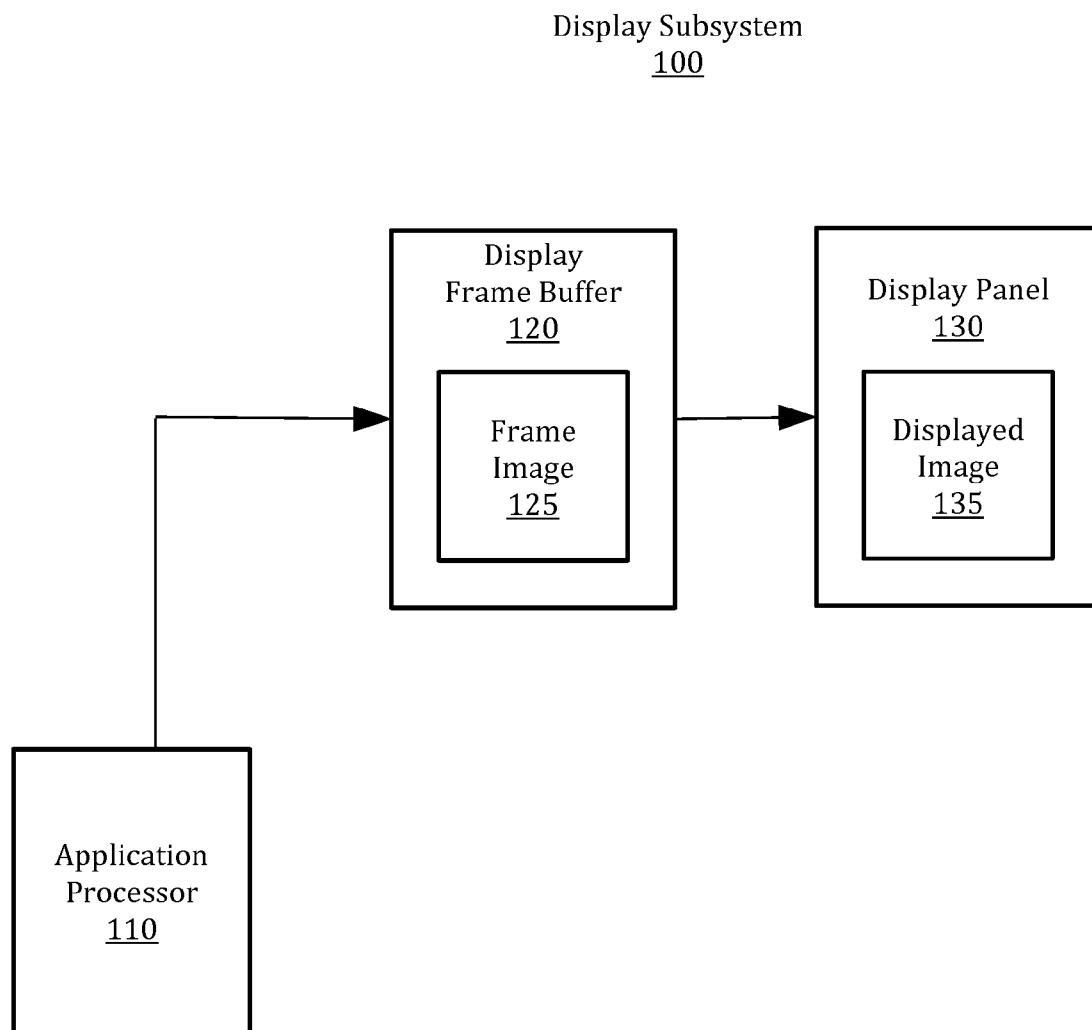 Display Subsystem
100
Display
Frame Buffer
120
Frame
Image
125
Display Panel
130
Displayed
Image
135
Application
Processor
110